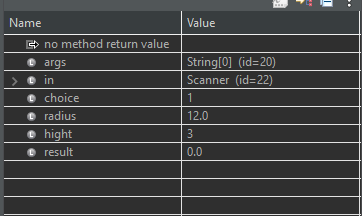 Name Value
no method return value
args String[0] (id=20)
in Scanner (id=22)
choice 1
radius 12.0
hight 3
result 0.0